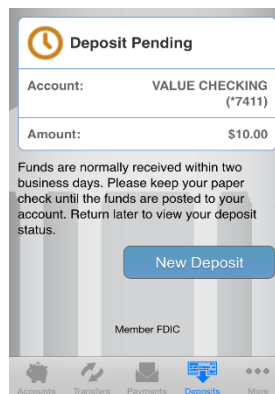 Deposit Pending
Account: VALUE CHECKING
(*7411)
Amount: $10.00
Funds are normally received within two
business days. Please keep your paper
check until the funds are posted to your
account. Return later to view your deposit
status.
New Deposit
Member FDIC
Accounts Transfers Payments Deposits More